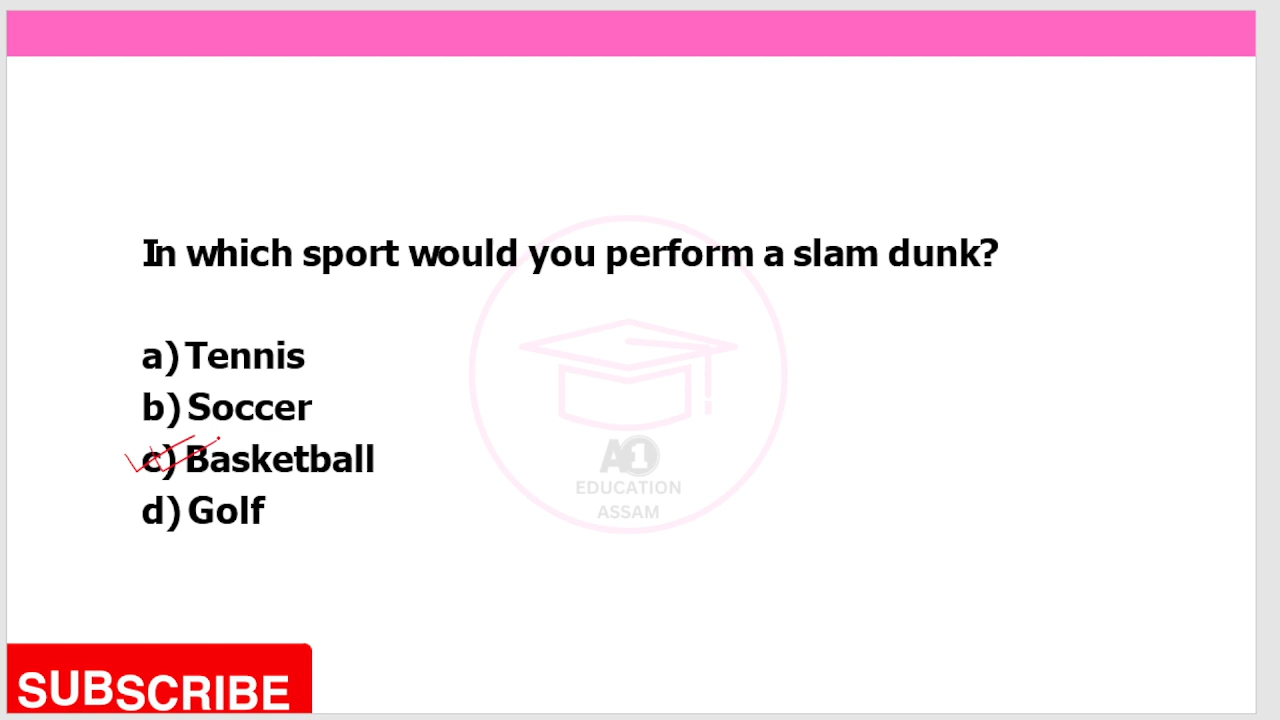 In which sport would you perform a slam dunk?
a) Tennis
b) Soccer
c) Basketball
d) Golf
A1
EDUCATION
ASSAM
SUBSCRIBE